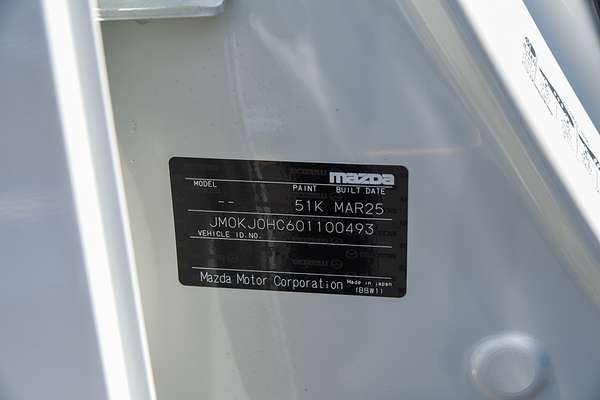 mazda
MODEL PAINT BUILT DATE
-- 51K MAR25
JM0KJ0HC601100493
VEHICLE ID.NO.
Mazda Motor Corporation Made in Japan
(BBW1)